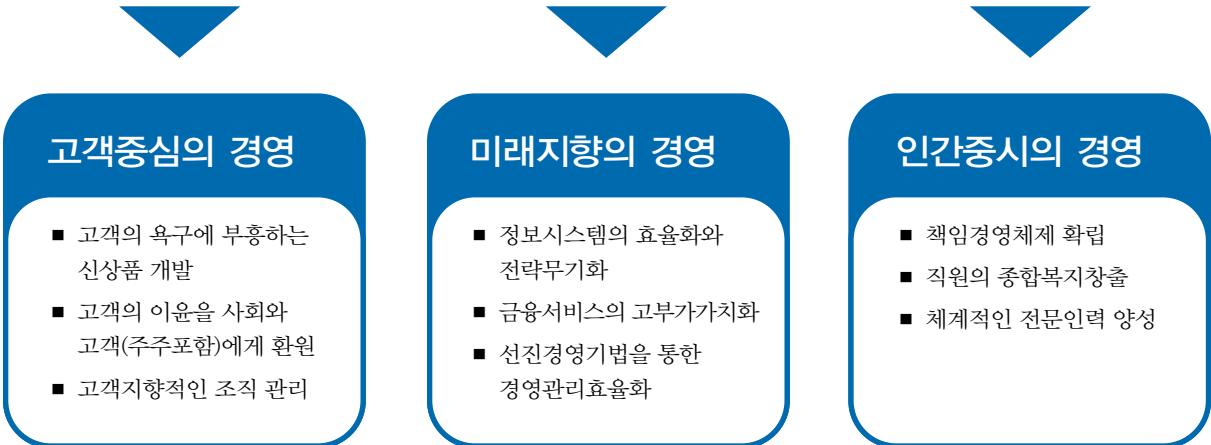 고객중심의 경영
■ 고객의 욕구에 부흥하는
신상품 개발
■ 고객의 이윤을 사회와
고객(주주포함)에게 환원
■ 고객지향적인 조직 관리
미래지향의 경영
■ 정보시스템의 효율화와
전략무기화
■ 금융서비스의 고부가가치화
■ 선진경영기법을 통한
경영관리효율화
인간중시의 경영
■ 책임경영체제 확립
■ 직원의 종합복지창출
■ 체계적인 전문인력 양성